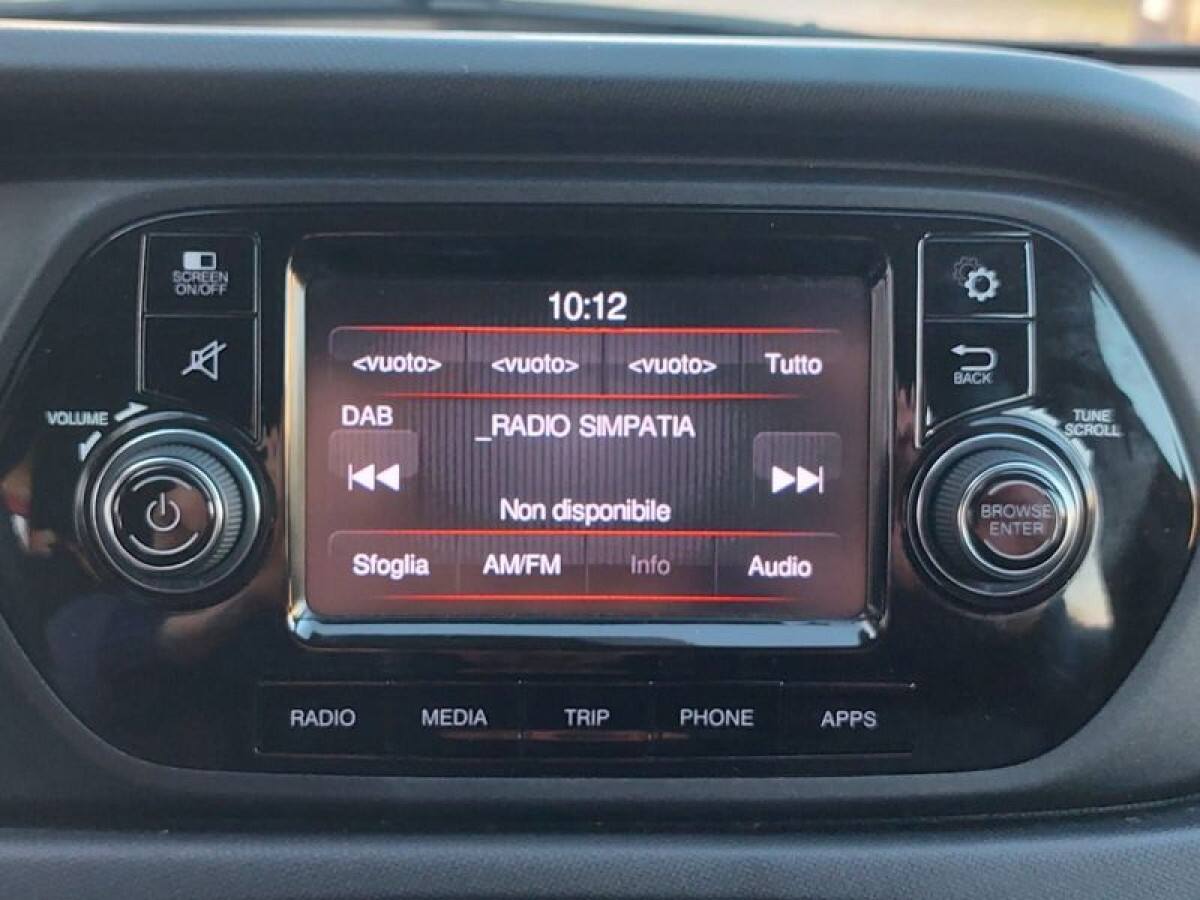 SCREEN
ON/OFF
VOLUME
10:12
<vuoto> <vuoto> <vuoto> Tutto
DAB
_RADIO SIMPATIA
Non disponibile
Sfoglia AM/FM Info Audio
BACK
TUNE
SCROLL
BROWSE
ENTER
RADIO MEDIA TRIP PHONE APPS